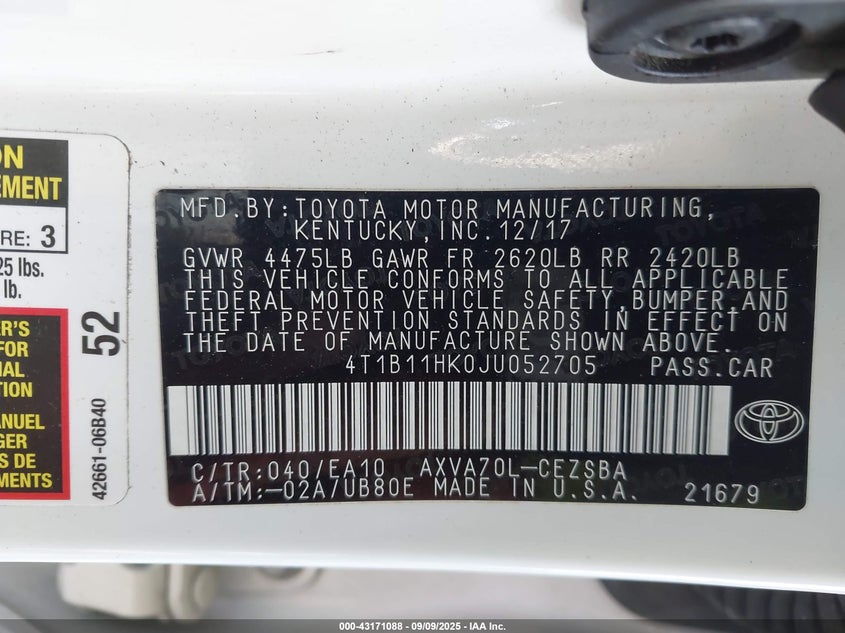 ON
EMENT
RE: 3
25 lbs.
lb.
52
ER'S
FOR
NAL
TION
ANUEL
GER
S DE
42661-06B40
MFD.BY:TOYOTA MOTOR MANUFACTURING,
KENTUCKY,INC.12/17
GVWR 4475LB GAWR FR 2620LB RR 2420LB
THIS VEHICLE CONFORMS TO ALL APPLICABLE
FEDERAL MOTOR VEHICLE SAFETY,BUMPER,AND
THEFT PREVENTION STANDARDS IN EFFECT ON
THE DATE OF MANUFACTURE SHOWN ABOVE.
4T1B11HK0JU052705 PASS.CAR
C/TR:040/EA10 AXVA70L-CEZSBA
A/TM:-02A/UB80E MADE IN U.S.A. 21679
000-43171088 - 09/09/2025 - IAA Inc.